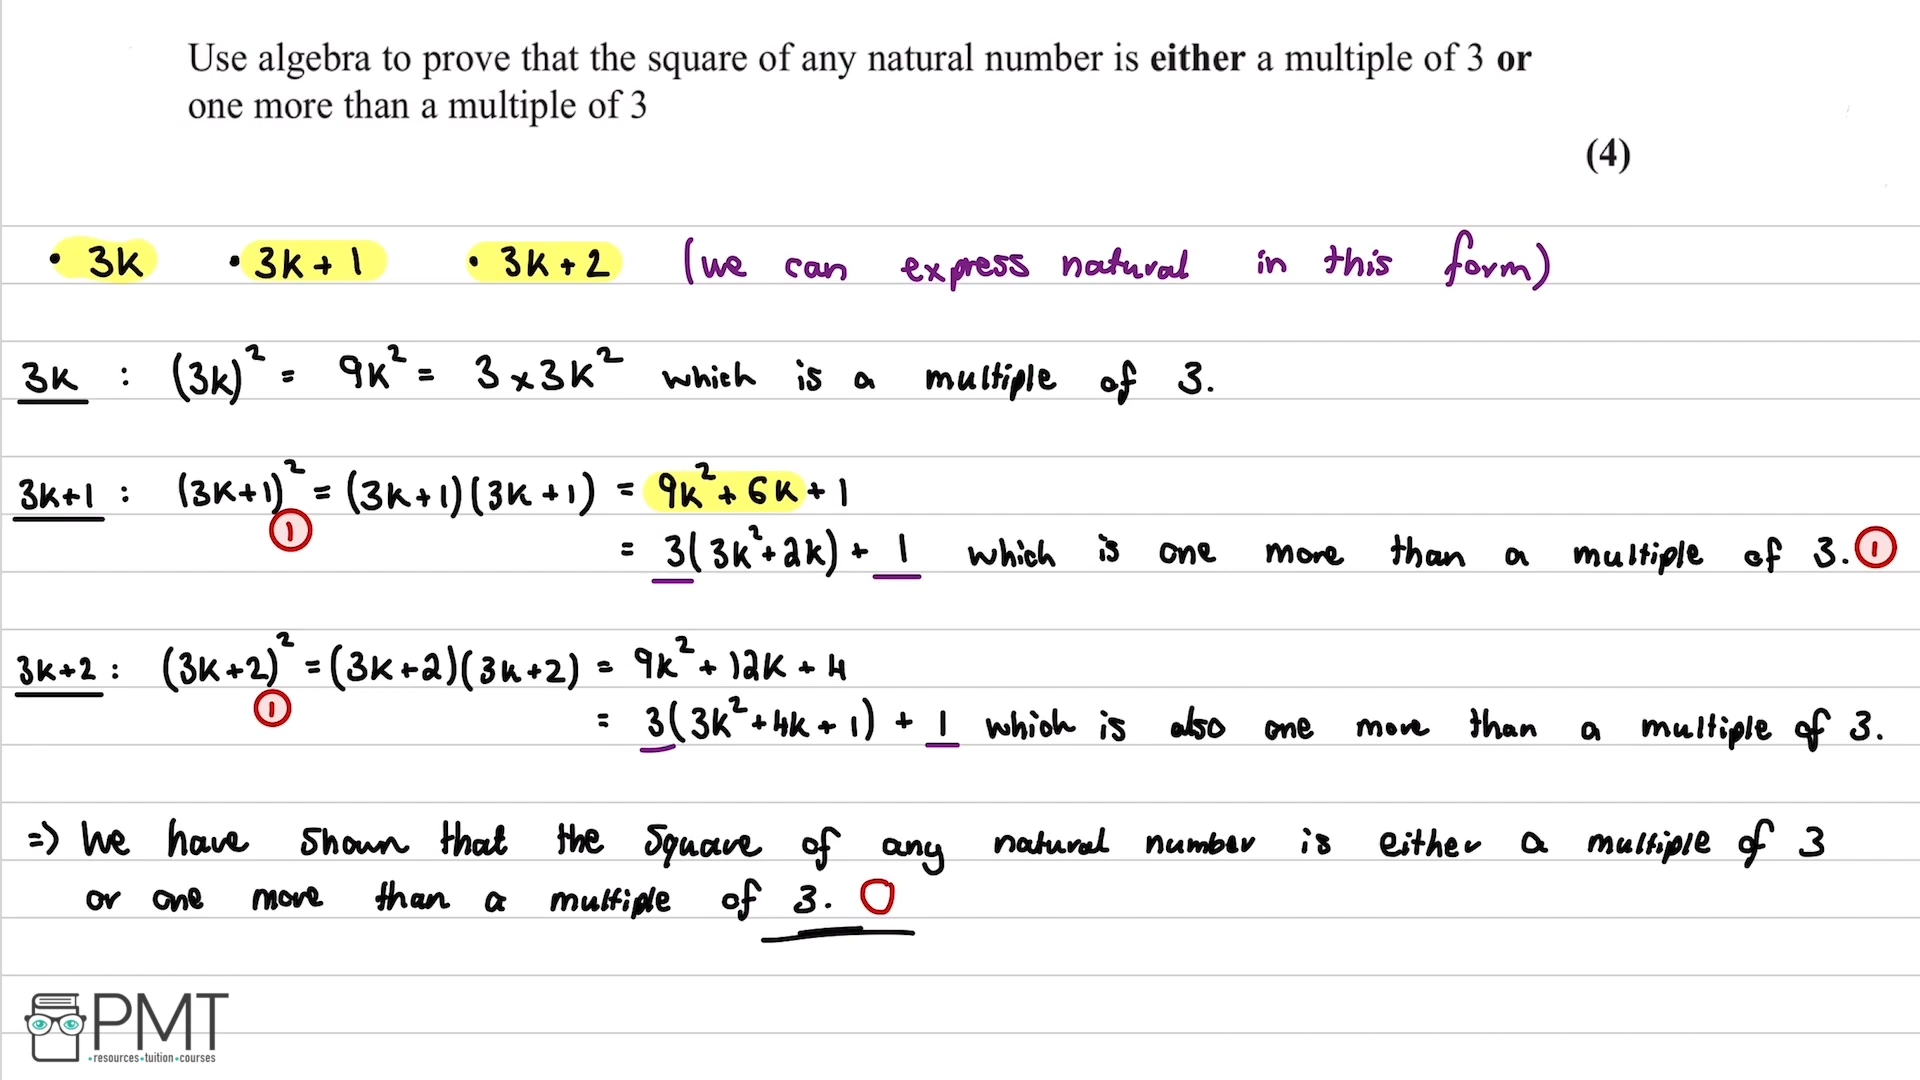 Use algebra to prove that the square of any natural number is either a multiple of 3 or
one more than a multiple of 3
(4)
• 3k • 3k + 1 • 3k + 2 (we can express natural in this form)
3k : (3k)² = 9k² = 3 × 3k² which is a multiple of 3.
3k+1 : (3k+1)² = (3k+1)(3k+1) = 9k² + 6k + 1
①
= 3(3k² + 2k) + 1 which is one more than a multiple of 3. ①
3k+2 : (3k+2)² = (3k+2)(3k+2) = 9k² + 12k + 4
①
= 3(3k² + 4k + 1) + 1 which is also one more than a multiple of 3.
=> We have shown that the square of any natural number is either a multiple of 3
or one more than a multiple of 3.
PMT
•resources•tuition•courses